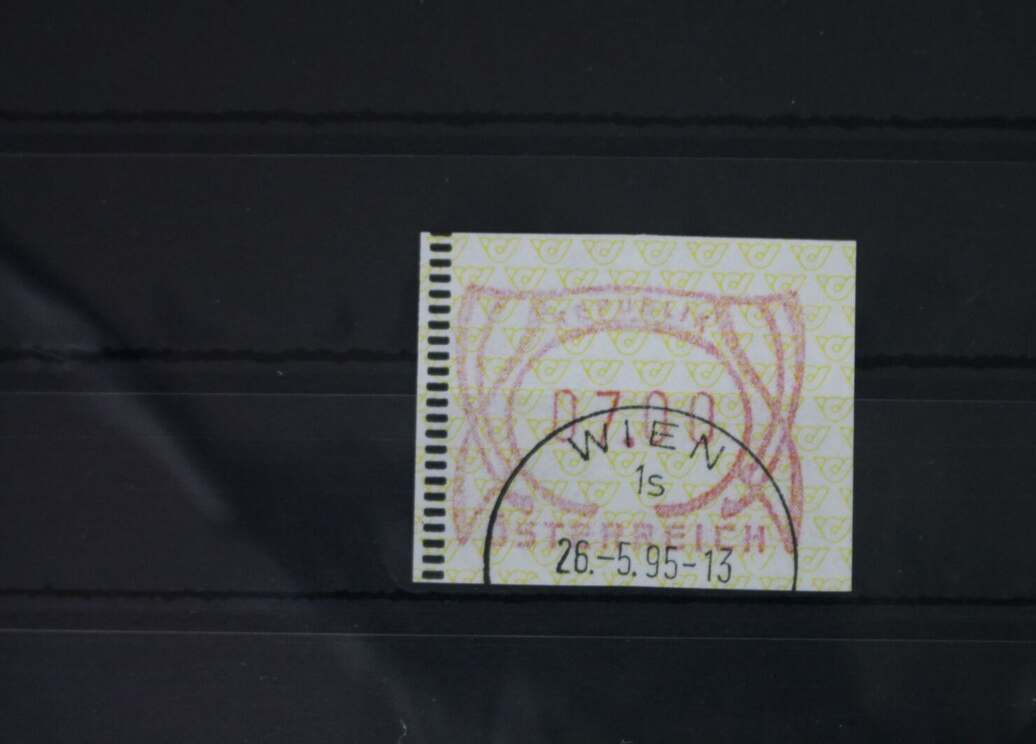 0700
WIEN
1s
ÖSTERREICH
26.-5.95-13